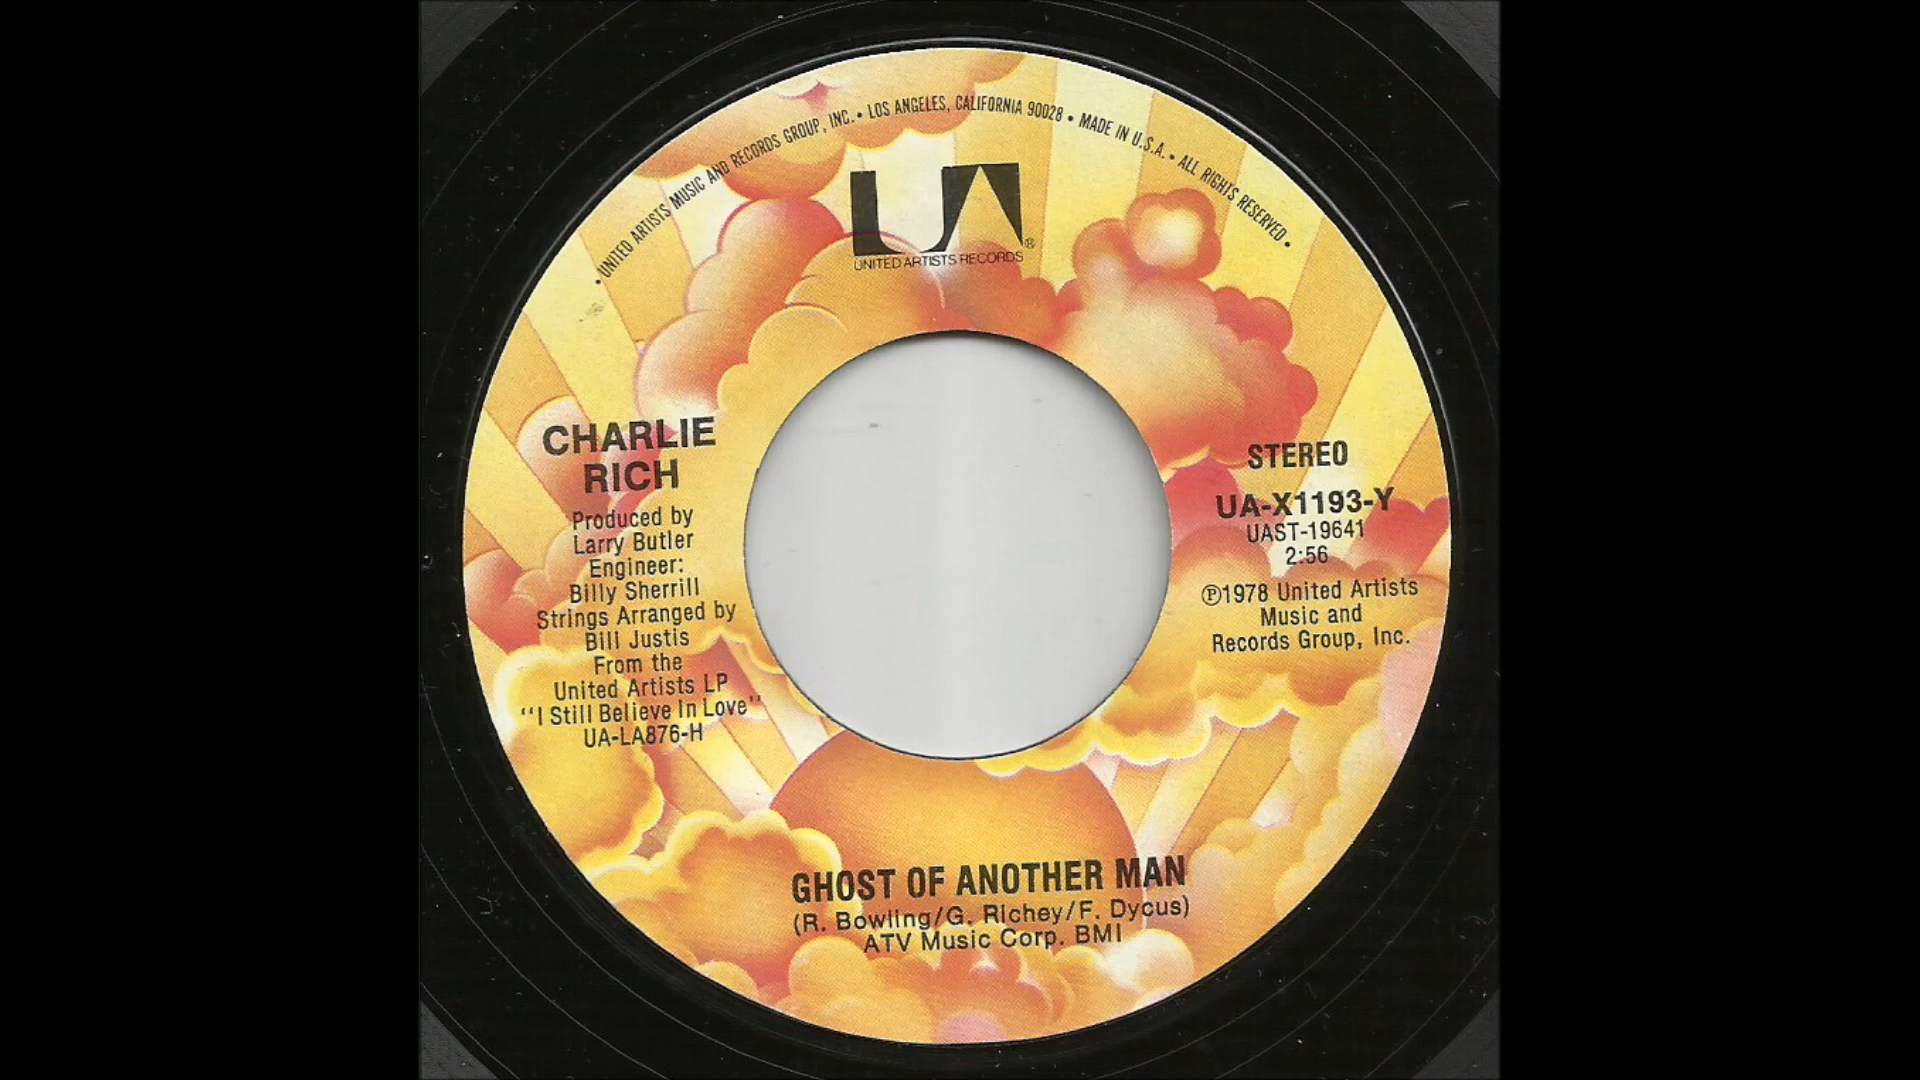 • UNITED ARTISTS MUSIC AND RECORDS GROUP, INC. • LOS ANGELES, CALIFORNIA 90028 • MADE IN U.S.A. • ALL RIGHTS RESERVED •
UA®
UNITED ARTISTS RECORDS
CHARLIE
RICH
Produced by
Larry Butler
Engineer:
Billy Sherrill
Strings Arranged by
Bill Justis
From the
United Artists LP
"I Still Believe In Love"
UA-LA876-H
STEREO
UA-X1193-Y
UAST-19641
2:56
℗1978 United Artists
Music and
Records Group, Inc.
GHOST OF ANOTHER MAN
(R. Bowling/G. Richey/F. Dycus)
ATV Music Corp. BMI